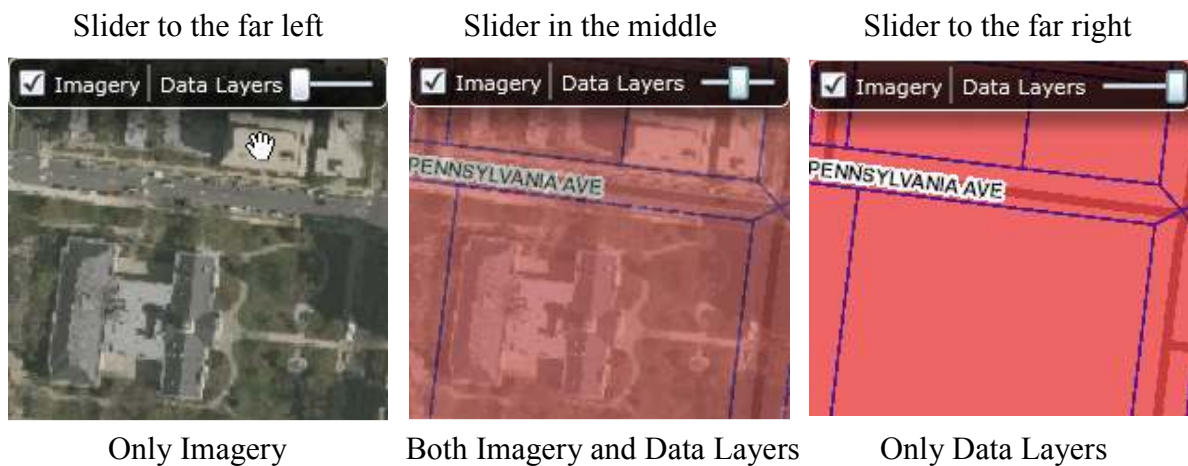 Slider to the far left
Slider in the middle
Slider to the far right
Imagery Data Layers
Imagery Data Layers
Imagery Data Layers
PENNSYLVANIA AVE
PENNSYLVANIA AVE
Only Imagery
Both Imagery and Data Layers
Only Data Layers